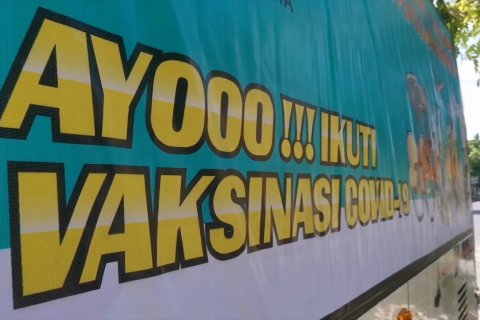 AYOOO !!! IKUTI
VAKSINASI COVID-19